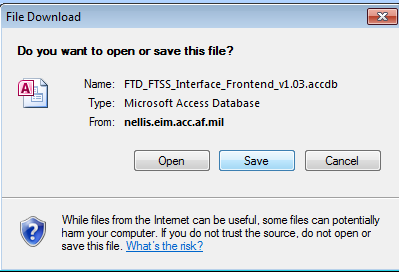 File Download
Do you want to open or save this file?
Name: FTD_FTSS_Interface_Frontend_v1.03.accdb
Type: Microsoft Access Database
From: nellis.eim.acc.af.mil
Open Save Cancel
While files from the Internet can be useful, some files can potentially
harm your computer. If you do not trust the source, do not open or
save this file. What's the risk?